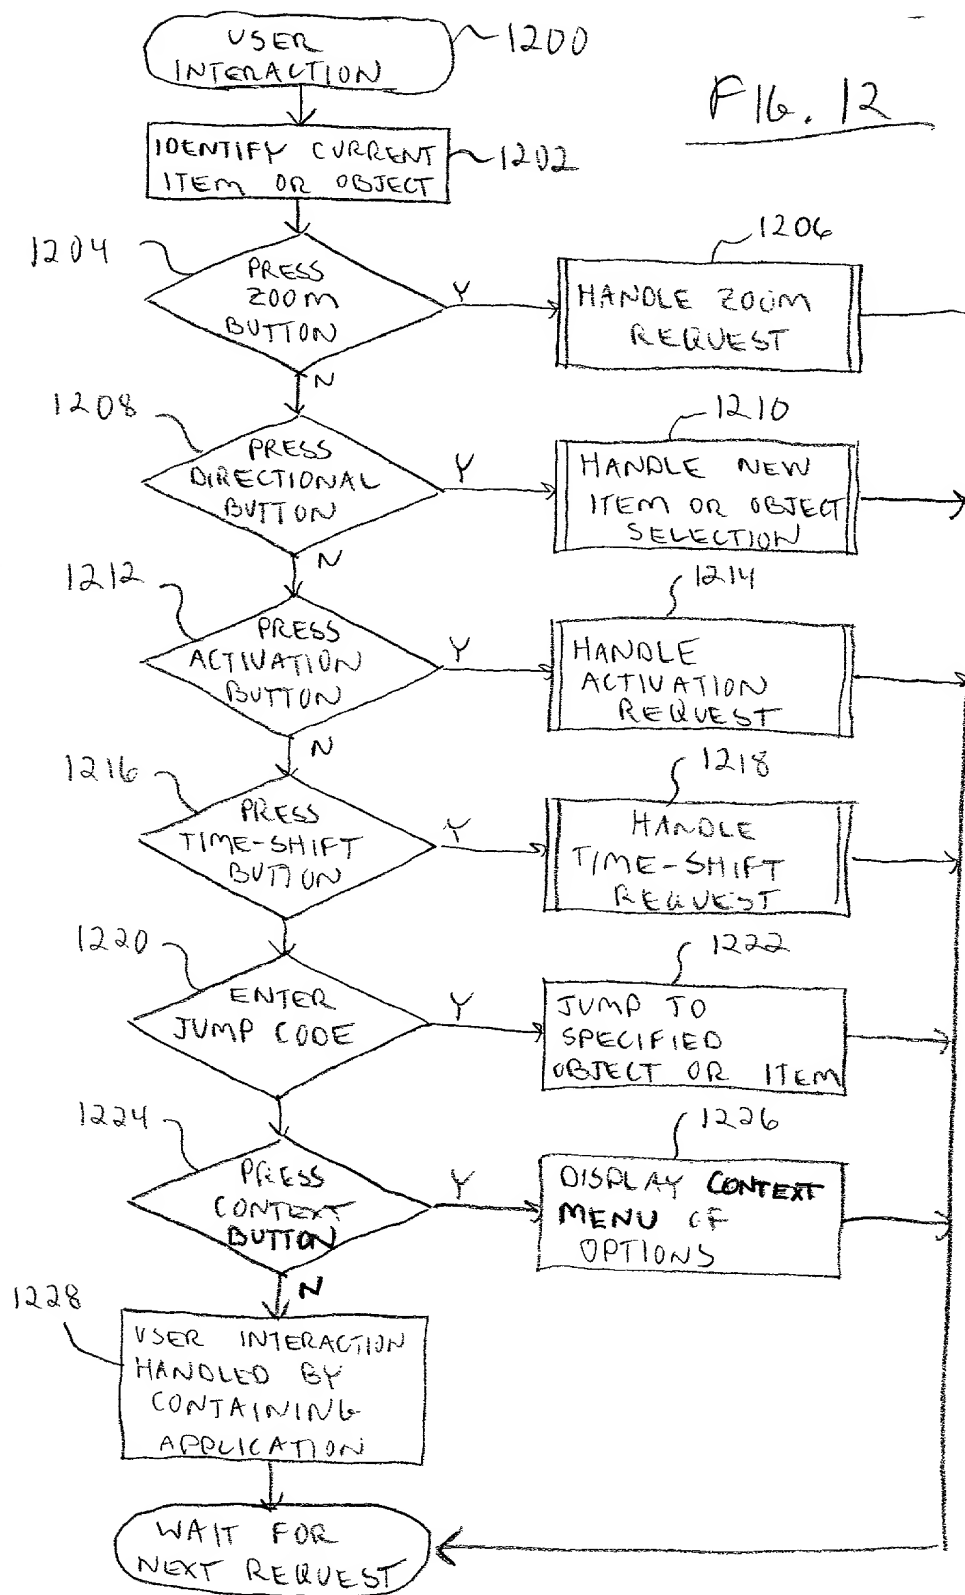 USER
INTERACTION
1200
FIG. 12
IDENTIFY CURRENT
ITEM OR OBJECT
1202
1204
PRESS
ZOOM
BUTTON
Y
N
1206
HANDLE ZOOM
REQUEST
1208
PRESS
DIRECTIONAL
BUTTON
Y
N
1210
HANDLE NEW
ITEM OR OBJECT
SELECTION
1212
PRESS
ACTIVATION
BUTTON
Y
N
1214
HANDLE
ACTIVATION
REQUEST
1216
PRESS
TIME-SHIFT
BUTTON
Y
1218
HANDLE
TIME-SHIFT
REQUEST
1220
ENTER
JUMP CODE
Y
1222
JUMP TO
SPECIFIED
OBJECT OR ITEM
1224
PRESS
CONTEXT
BUTTON
Y
N
1226
DISPLAY CONTEXT
MENU OF
OPTIONS
1228
USER INTERACTION
HANDLED BY
CONTAINING
APPLICATION
WAIT FOR
NEXT REQUEST